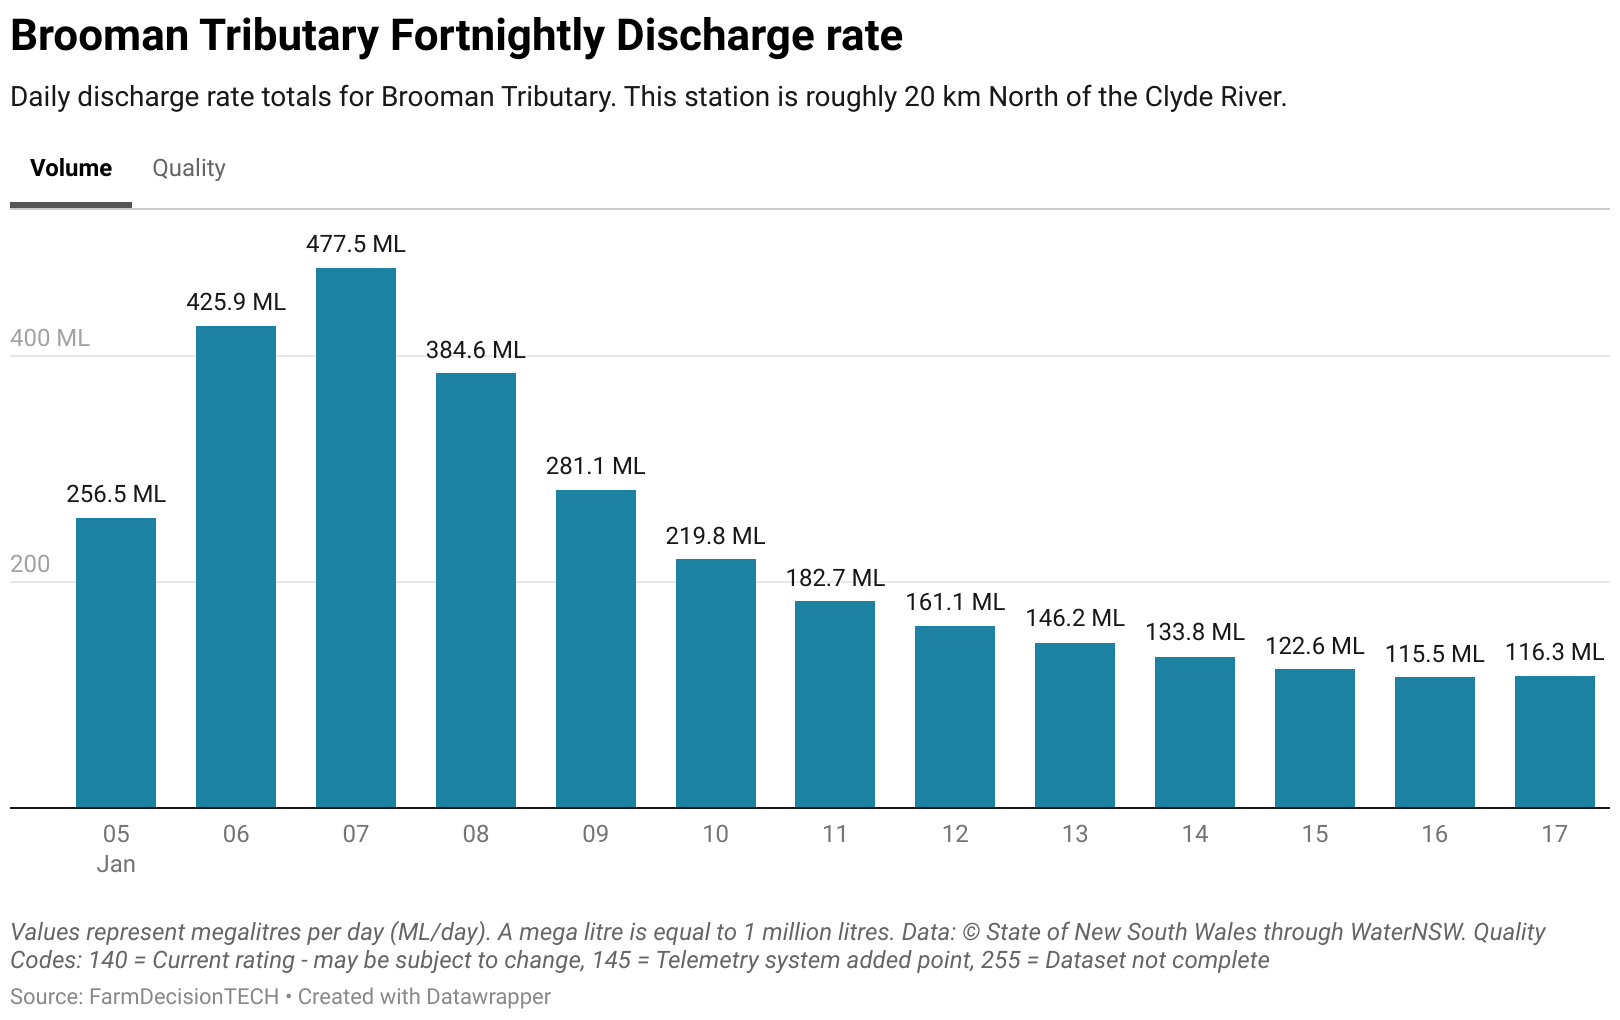 Brooman Tributary Fortnightly Discharge rate
Daily discharge rate totals for Brooman Tributary. This station is roughly 20 km North of the Clyde River.
Volume Quality
477.5 ML
425.9 ML
400 ML
384.6 ML
281.1 ML
256.5 ML
219.8 ML
200
182.7 ML
161.1 ML
146.2 ML
133.8 ML
122.6 ML
115.5 ML
116.3 ML
05 06 07 08 09 10 11 12 13 14 15 16 17
Jan
Values represent megalitres per day (ML/day). A mega litre is equal to 1 million litres. Data: © State of New South Wales through WaterNSW. Quality
Codes: 140 = Current rating - may be subject to change, 145 = Telemetry system added point, 255 = Dataset not complete
Source: FarmDecisionTECH • Created with Datawrapper